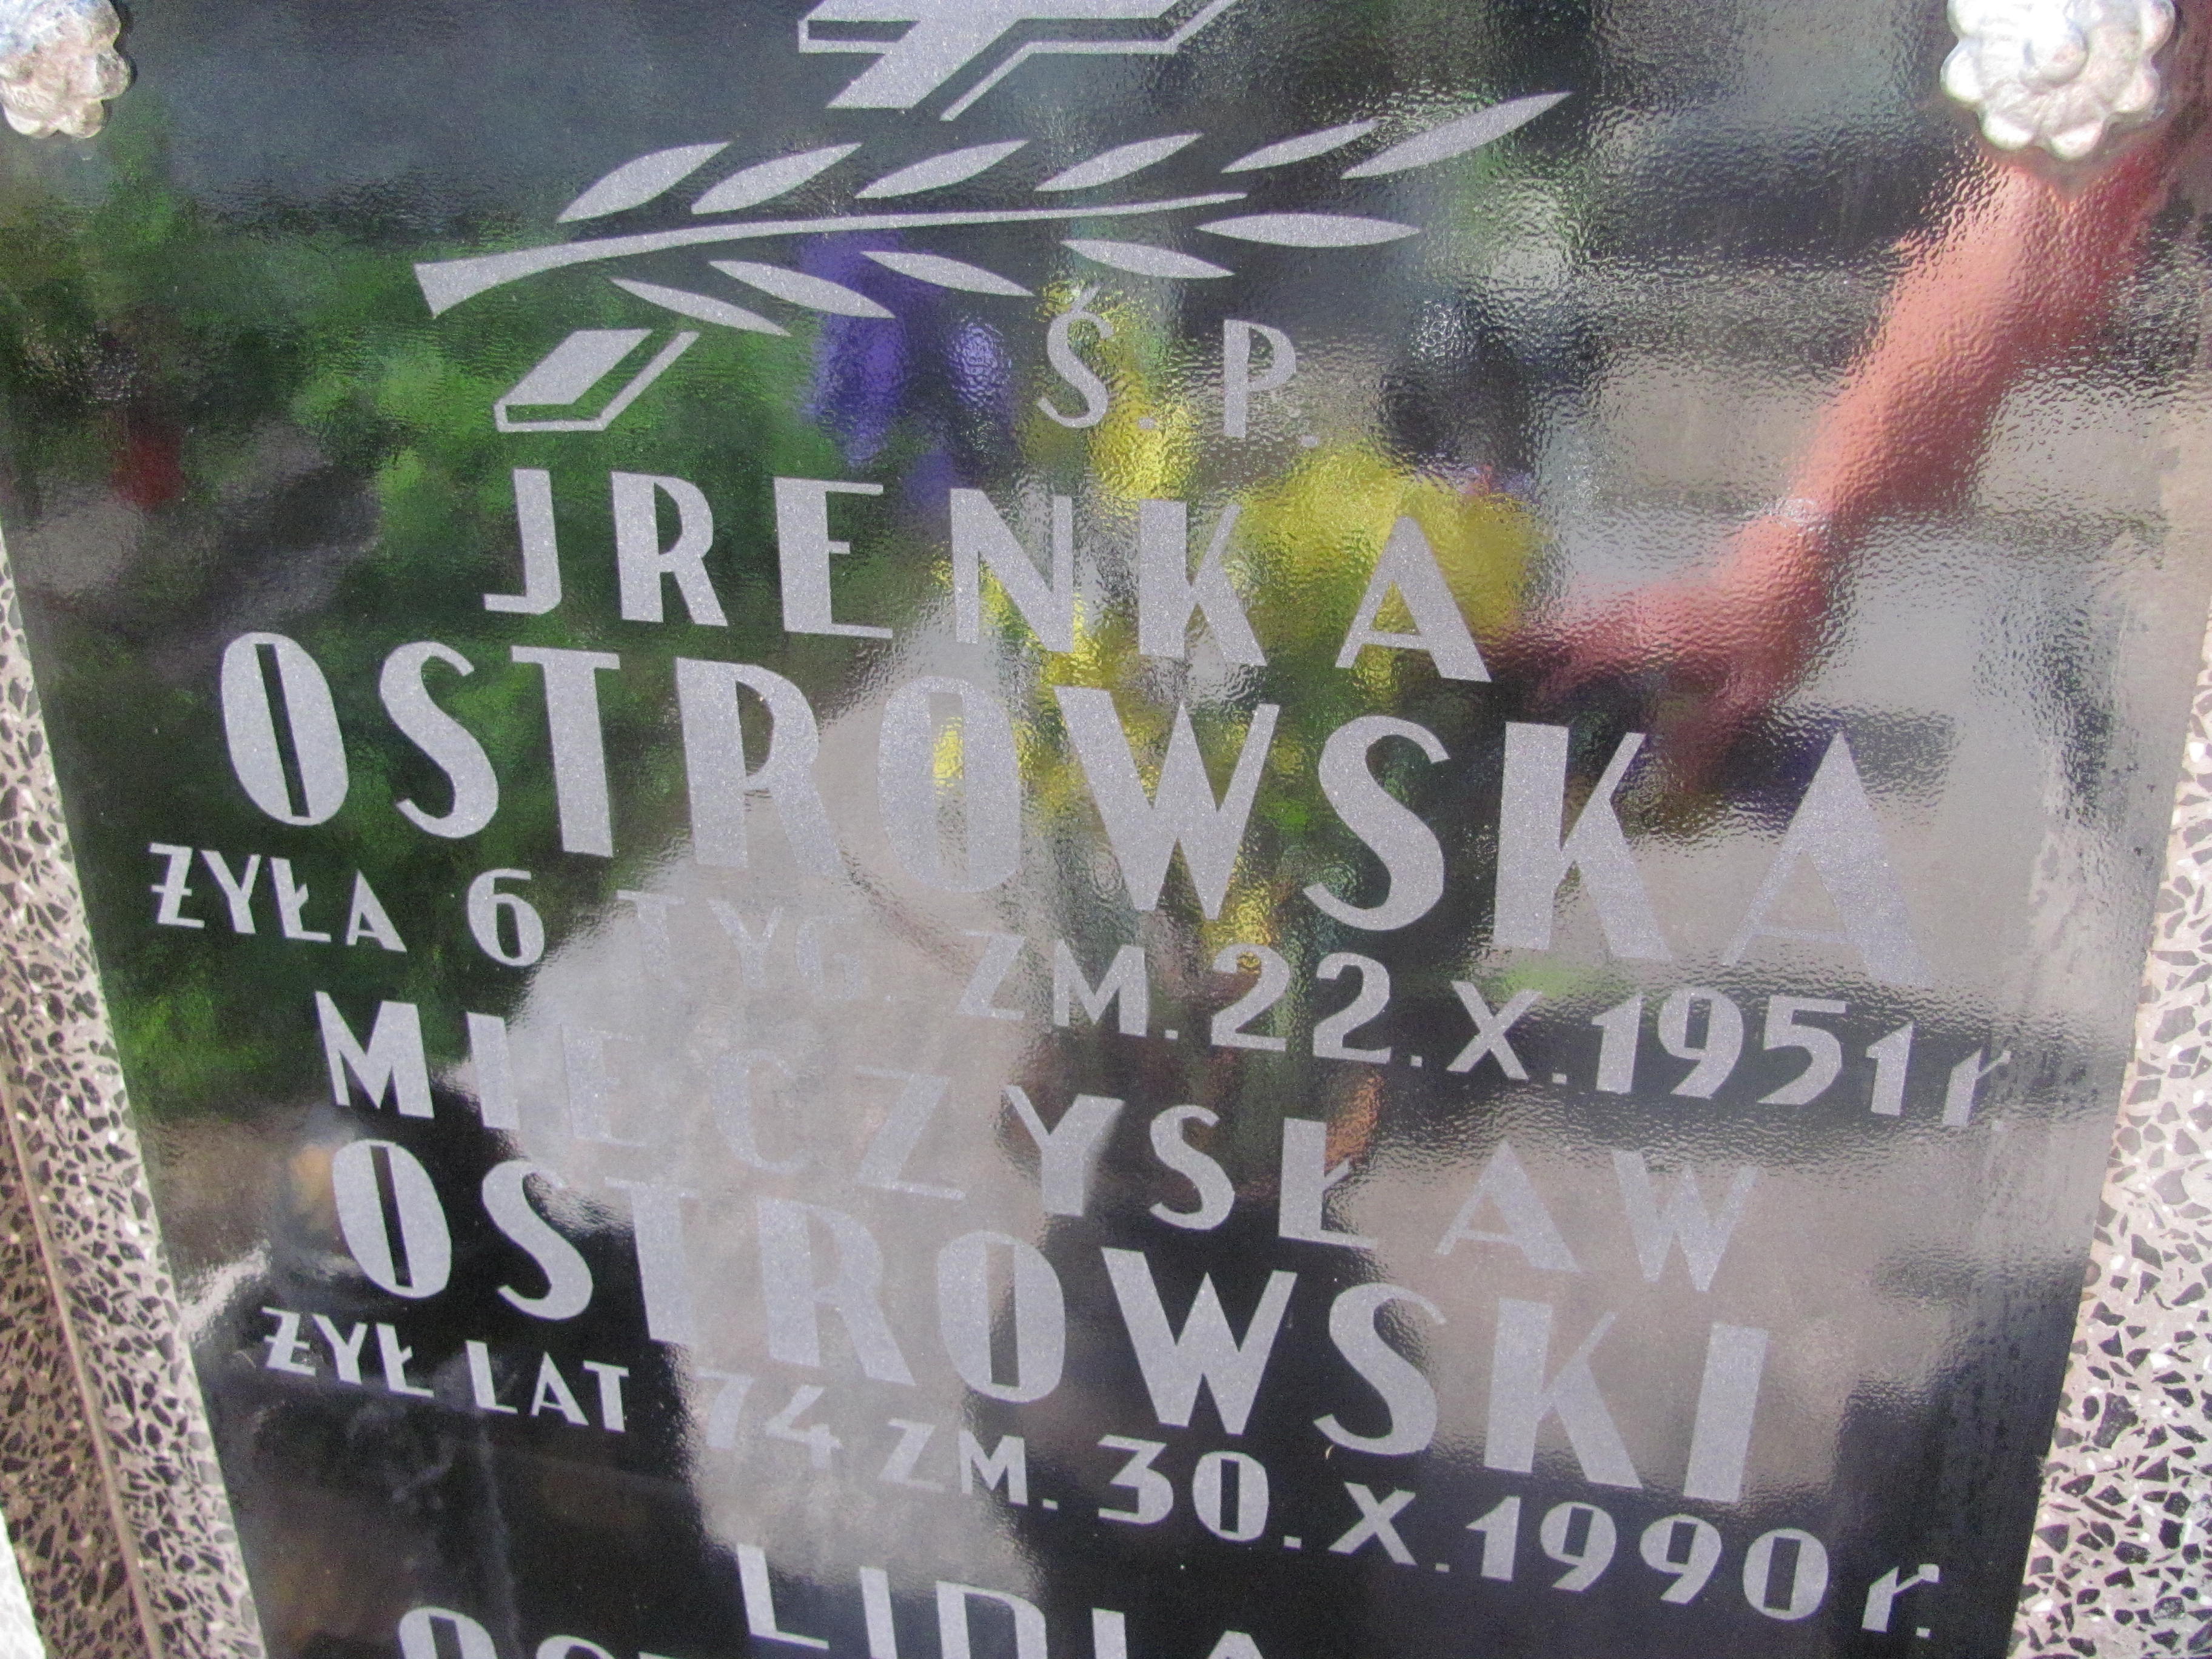 Ś. P.
JRENKA
OSTROWSKA
ŻYŁA 6 TYG ZM. 22. X. 1951 r.
MIECZYSŁAW
OSTROWSKI
ŻYŁ LAT 74 ZM. 30. X. 1990 r.
LIDIA